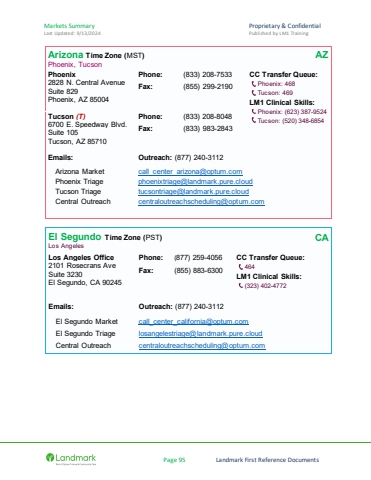 Markets Summary
Proprietary & Confidential
Last Updated: 9/13/2024
Published by LM1 Training
Arizona Time Zone (MST)
AZ
Phoenix, Tucson
Phoenix
2828 N. Central Avenue
Suite 829
Phoenix, AZ 85004
Phone: (833) 208-7533
Fax: (855) 299-2190
CC Transfer Queue:
Phoenix: 468
Tucson: 469
LM1 Clinical Skills:
Phoenix: (623) 387-9524
Tucson: (520) 348-6854
Tucson (T)
6700 E. Speedway Blvd.
Suite 105
Tucson, AZ 85710
Phone: (833) 208-8048
Fax: (833) 983-2843
Emails:
Outreach: (877) 240-3112
Arizona Market call_center_arizona@optum.com
Phoenix Triage phoenixtriage@landmark.pure.cloud
Tucson Triage tucsontriage@landmark.pure.cloud
Central Outreach centraloutreachscheduling@optum.com
El Segundo Time Zone (PST)
CA
Los Angeles
Los Angeles Office
2101 Rosecrans Ave
Suite 3230
El Segundo, CA 90245
Phone: (877) 259-4056
Fax: (855) 883-6300
CC Transfer Queue:
464
LM1 Clinical Skills:
(323) 402-4772
Emails:
Outreach: (877) 240-3112
El Segundo Market call_center_california@optum.com
El Segundo Triage losangelestriage@landmark.pure.cloud
Central Outreach centraloutreachscheduling@optum.com
Landmark
Page 95
Landmark First Reference Documents